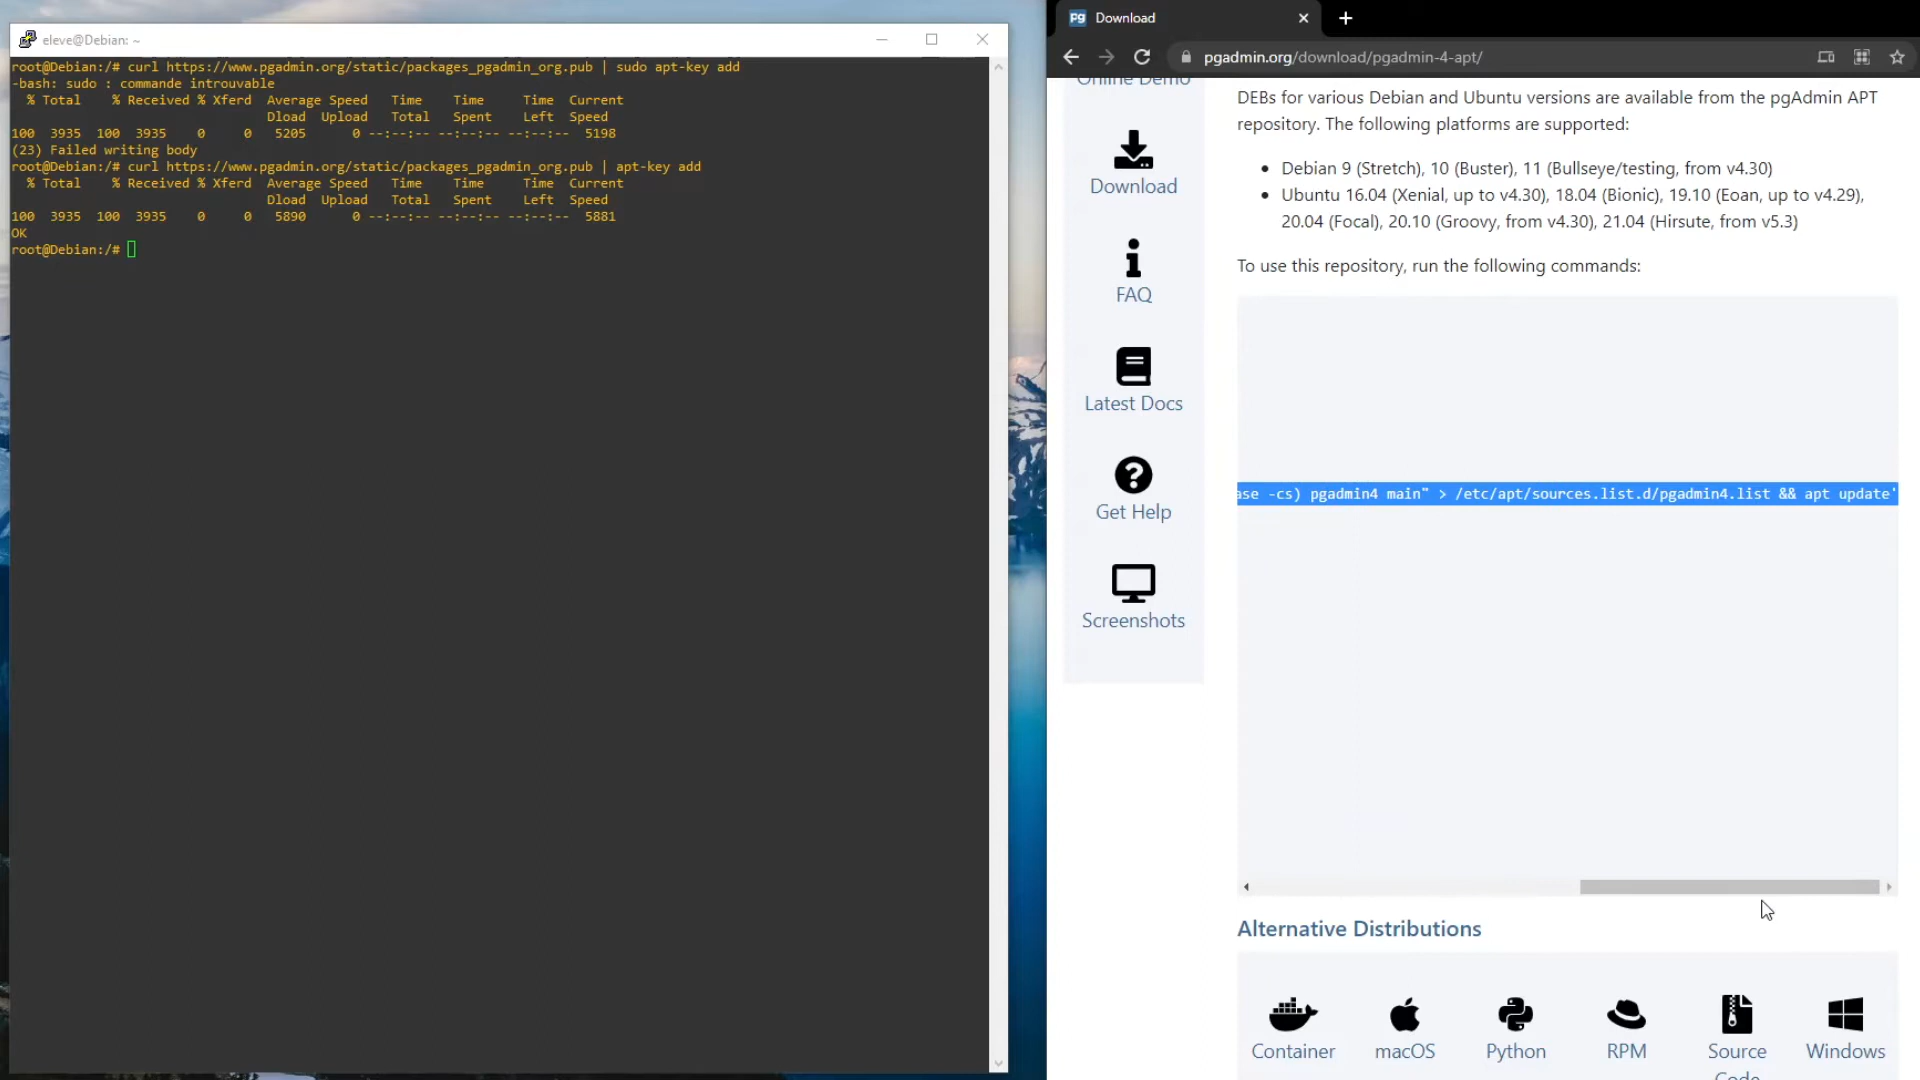 eleve@Debian: ~
root@Debian:/# curl https://www.pgadmin.org/static/packages_pgadmin_org.pub | sudo apt-key add
-bash: sudo : commande introuvable
% Total % Received % Xferd Average Speed Time Time Time Current
Dload Upload Total Spent Left Speed
100 3935 100 3935 0 0 5205 0 --:--:-- --:--:-- --:--:-- 5198
(23) Failed writing body
root@Debian:/# curl https://www.pgadmin.org/static/packages_pgadmin_org.pub | apt-key add
% Total % Received % Xferd Average Speed Time Time Time Current
Dload Upload Total Spent Left Speed
100 3935 100 3935 0 0 5890 0 --:--:-- --:--:-- --:--:-- 5881
OK
root@Debian:/#
Download
pgadmin.org/download/pgadmin-4-apt/
Online Demo
Download
FAQ
Latest Docs
Get Help
Screenshots
DEBs for various Debian and Ubuntu versions are available from the pgAdmin APT
repository. The following platforms are supported:
• Debian 9 (Stretch), 10 (Buster), 11 (Bullseye/testing, from v4.30)
• Ubuntu 16.04 (Xenial, up to v4.30), 18.04 (Bionic), 19.10 (Eoan, up to v4.29),
20.04 (Focal), 20.10 (Groovy, from v4.30), 21.04 (Hirsute, from v5.3)
To use this repository, run the following commands:
ase -cs) pgadmin4 main" > /etc/apt/sources.list.d/pgadmin4.list && apt update'
Alternative Distributions
Container
macOS
Python
RPM
Source
Code
Windows